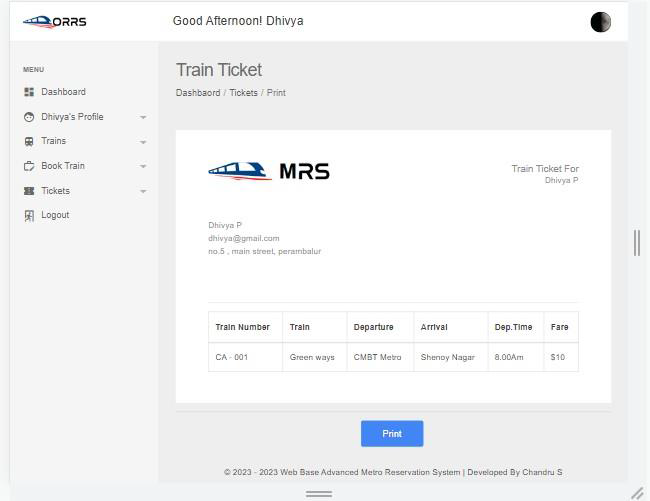 ORRS
Good Afternoon! Dhivya
MENU
Dashboard
Dhivya's Profile
Trains
Book Train
Tickets
Logout
Train Ticket
Dashbaord / Tickets / Print
MRS
Train Ticket For
Dhivya P
Dhivya P
dhivya@gmail.com
no.5 , main street, perambalur
Train Number Train Departure Arrival Dep.Time Fare
CA - 001 Green ways CMBT Metro Shenoy Nagar 8.00Am $10
Print
© 2023 - 2023 Web Base Advanced Metro Reservation System | Developed By Chandru S